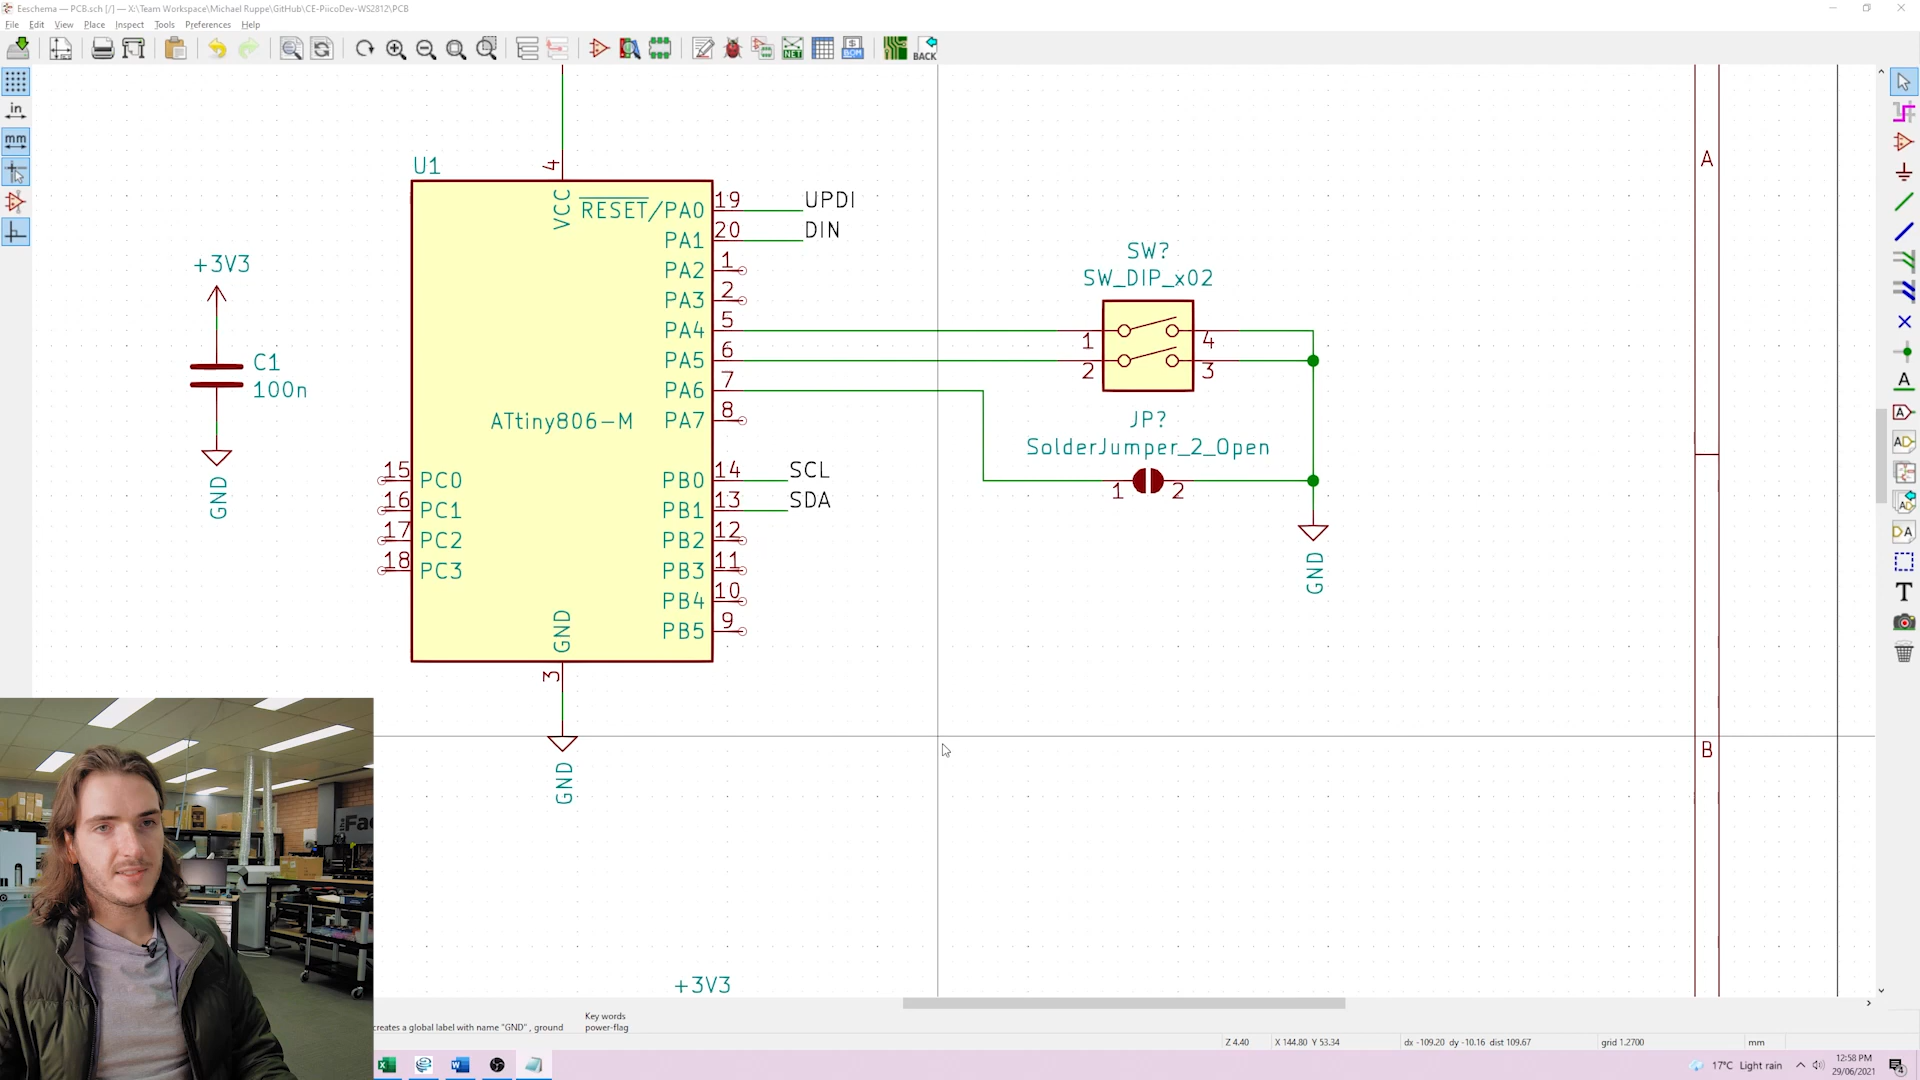 Eeschema — PCB.sch [/] — X:\Team Workspace\Michael Ruppe\GitHub\CE-PiicoDev-WS2812\PCB
File Edit View Place Inspect Tools Preferences Help
BACK
in
mm
A
B
U1
4
VCC
RESET/PA0 19 UPDI
PA1 20 DIN
PA2 1
PA3 2
PA4 5
PA5 6
PA6 7
PA7 8
ATtiny806-M
PB0 14 SCL
PB1 13 SDA
PB2 12
PB3 11
PB4 10
PB5 9
15 PC0
16 PC1
17 PC2
18 PC3
GND
3
GND
+3V3
C1
100n
GND
SW?
SW_DIP_x02
1 4
2 3
JP?
SolderJumper_2_Open
1 2
GND
+3V3
Key words
creates a global label with name "GND" , ground
power-flag
Z 4.40 X 144.80 Y 53.34 dx -109.20 dy -10.16 dist 109.67 grid 1.2700 mm
17°C Light rain
12:58 PM
29/06/2021